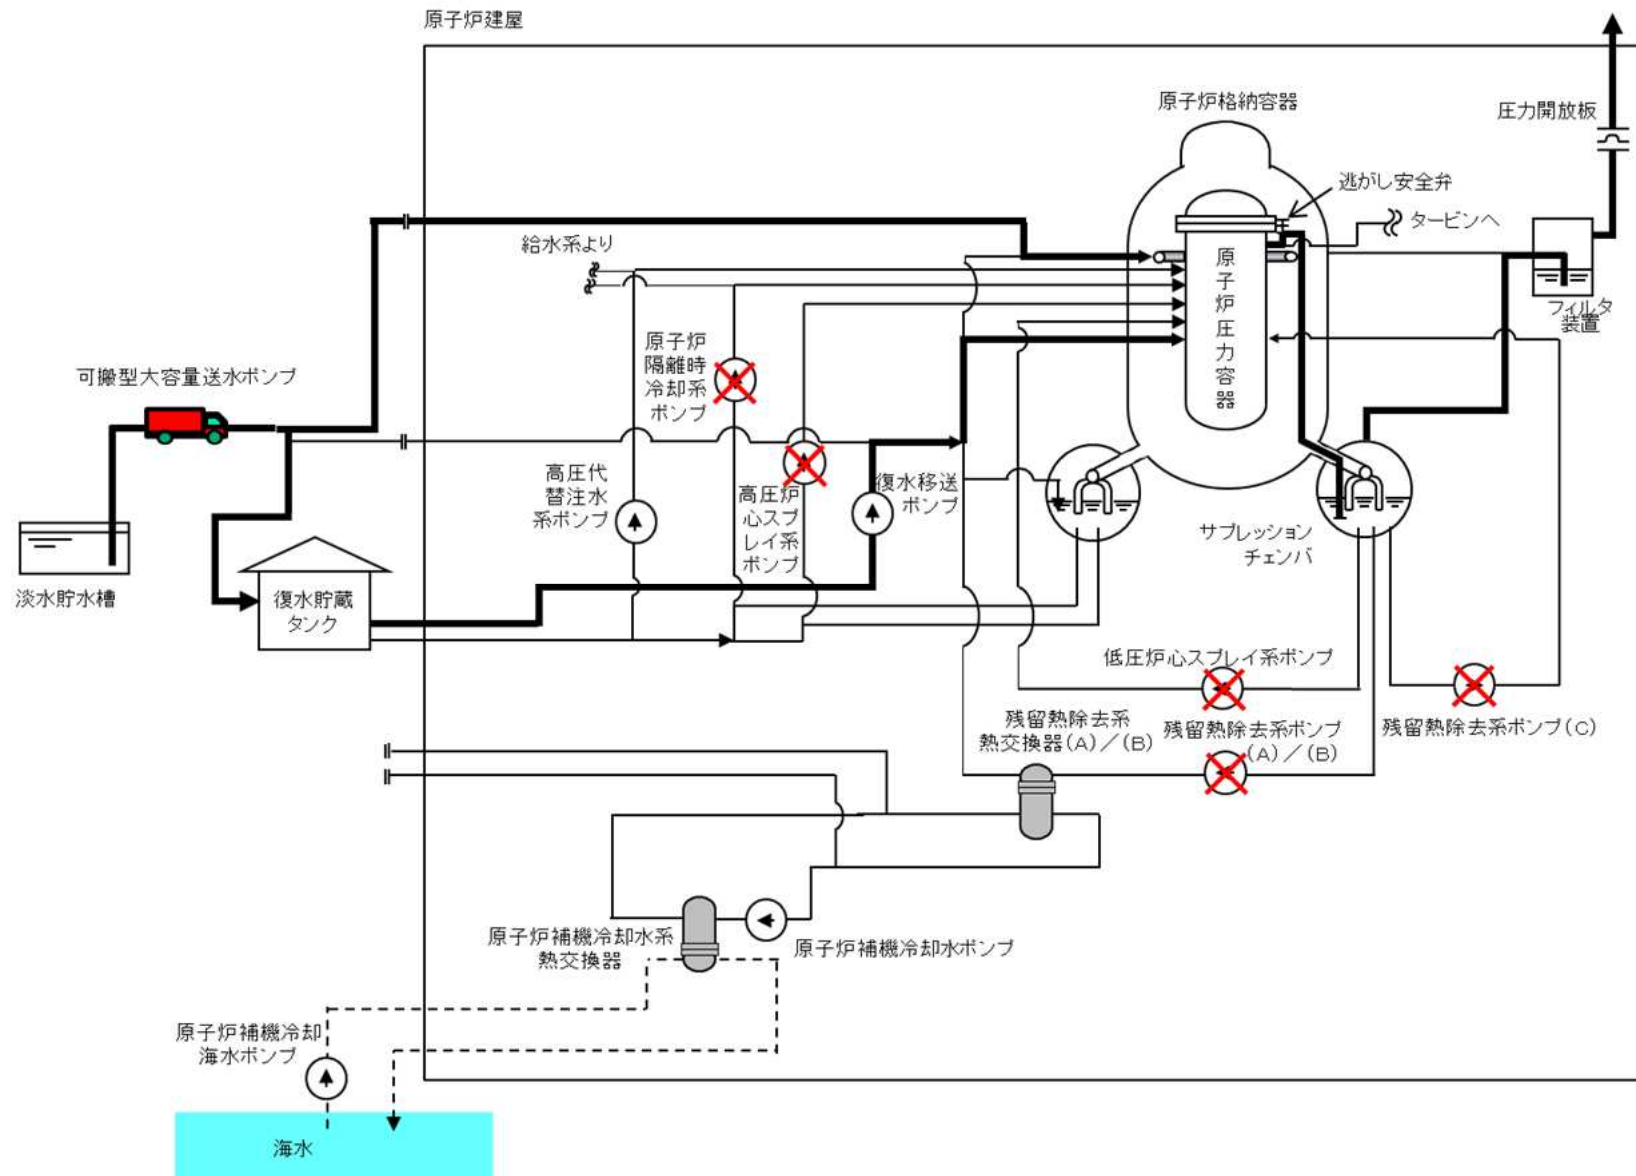 原子炉建屋
原子炉格納容器
圧力開放板
逃がし安全弁
タービンへ
給水系より
原
子
炉
圧
力
容
器
フィルタ
装置
原子炉
隔離時
冷却系
ポンプ
可搬型大容量送水ポンプ
高圧代
替注水
系ポンプ
高圧炉
心スプ
レイ系
ポンプ
復水移送
ポンプ
サプレッション
チェンバ
淡水貯水槽
復水貯蔵
タンク
低圧炉心スプレイ系ポンプ
残留熱除去系
熱交換器(A)/(B)
残留熱除去系ポンプ
(A)/(B)
残留熱除去系ポンプ(C)
原子炉補機冷却水系
熱交換器
原子炉補機冷却水ポンプ
原子炉補機冷却
海水ポンプ
海水